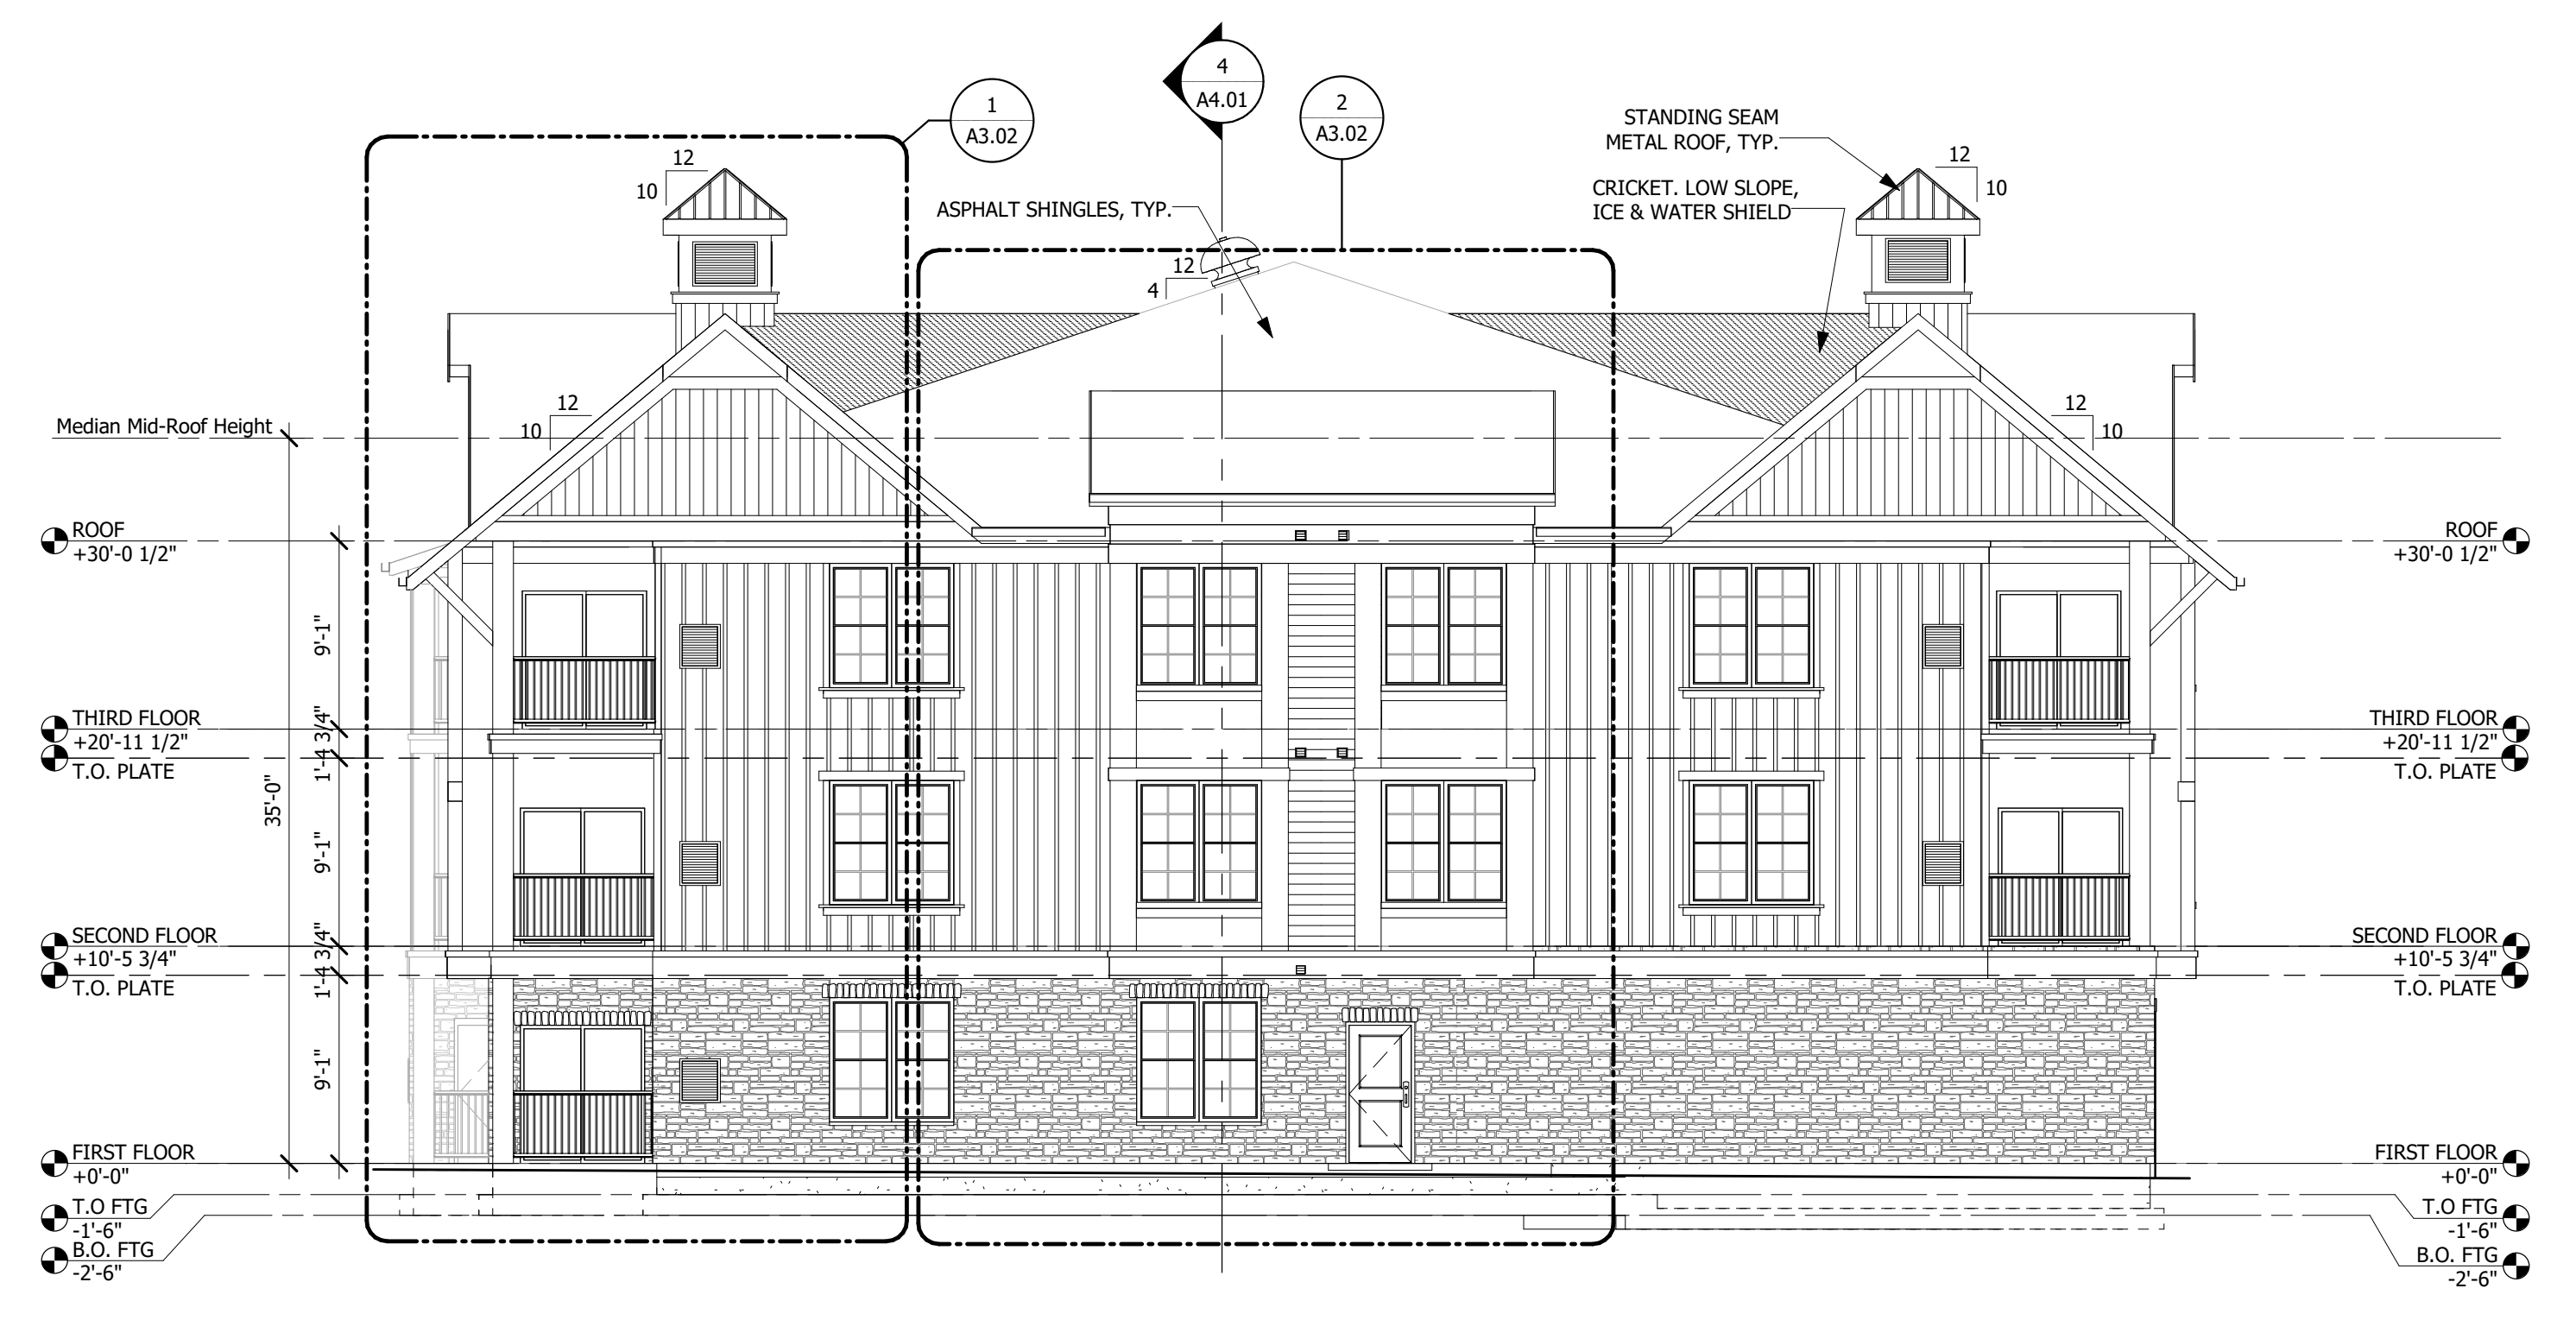 4
A4.01
1
A3.02
2
A3.02
STANDING SEAM
METAL ROOF, TYP.
CRICKET. LOW SLOPE,
ICE & WATER SHIELD
ASPHALT SHINGLES, TYP.
12
10
12
10
12
4
12
10
12
10
Median Mid-Roof Height
ROOF
+30'-0 1/2"
THIRD FLOOR
+20'-11 1/2"
T.O. PLATE
SECOND FLOOR
+10'-5 3/4"
T.O. PLATE
FIRST FLOOR
+0'-0"
T.O FTG
-1'-6"
B.O. FTG
-2'-6"
35'-0"
9'-1"
1'-4 3/4"
9'-1"
1'-4 3/4"
9'-1"
ROOF
+30'-0 1/2"
THIRD FLOOR
+20'-11 1/2"
T.O. PLATE
SECOND FLOOR
+10'-5 3/4"
T.O. PLATE
FIRST FLOOR
+0'-0"
T.O FTG
-1'-6"
B.O. FTG
-2'-6"